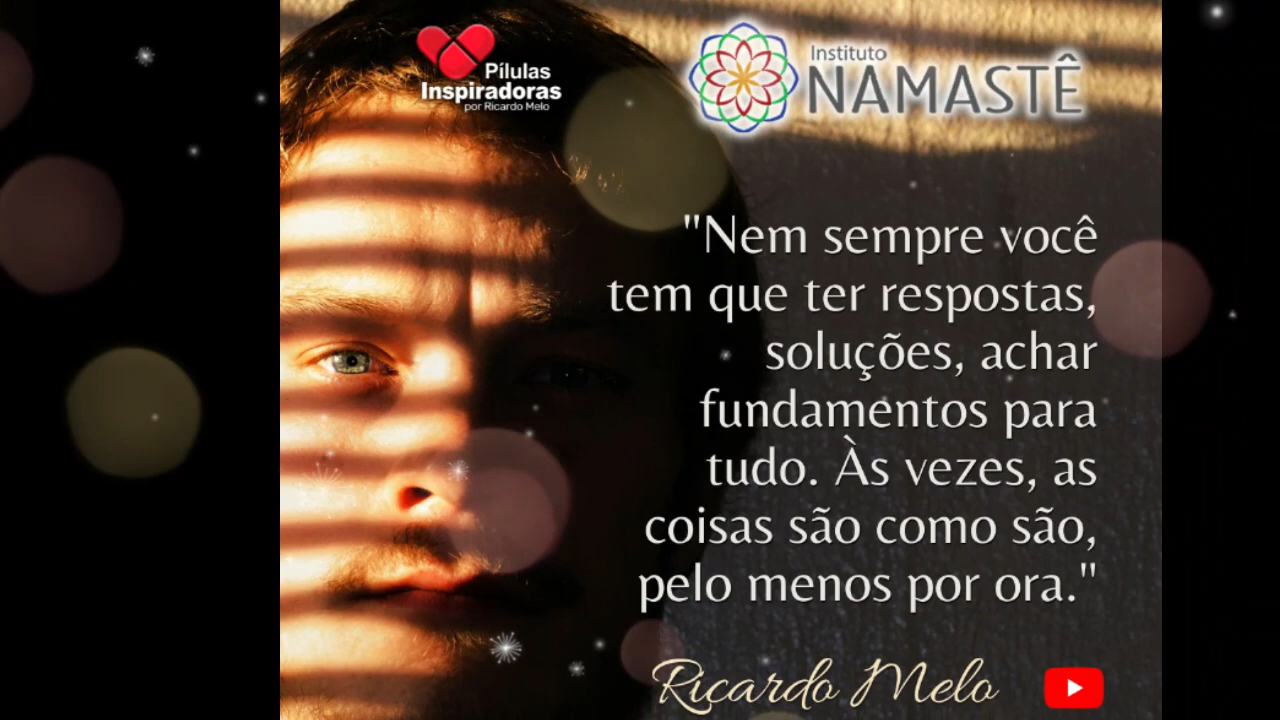 Pílulas
Inspiradoras
por Ricardo Melo
Instituto
NAMASTÊ
"Nem sempre você
tem que ter respostas,
soluções, achar
fundamentos para
tudo. Às vezes, as
coisas são como são,
pelo menos por ora."
Ricardo Melo